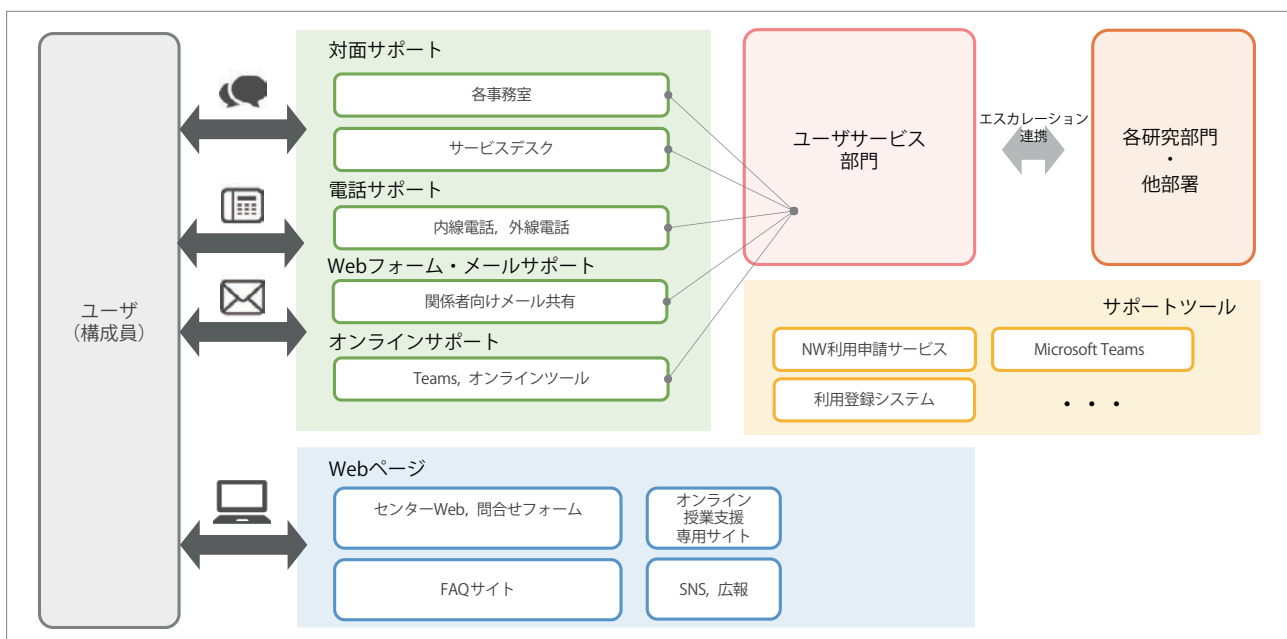 ユーザ
（構成員）
対面サポート
各事務室
サービスデスク
電話サポート
内線電話，外線電話
Webフォーム・メールサポート
関係者向けメール共有
オンラインサポート
Teams, オンラインツール
ユーザサービス
部門
エスカレーション
連携
各研究部門
・
他部署
サポートツール
NW利用申請サービス
Microsoft Teams
利用登録システム
・・・
Webページ
センターWeb, 問合せフォーム
オンライン
授業支援
専用サイト
FAQサイト
SNS, 広報